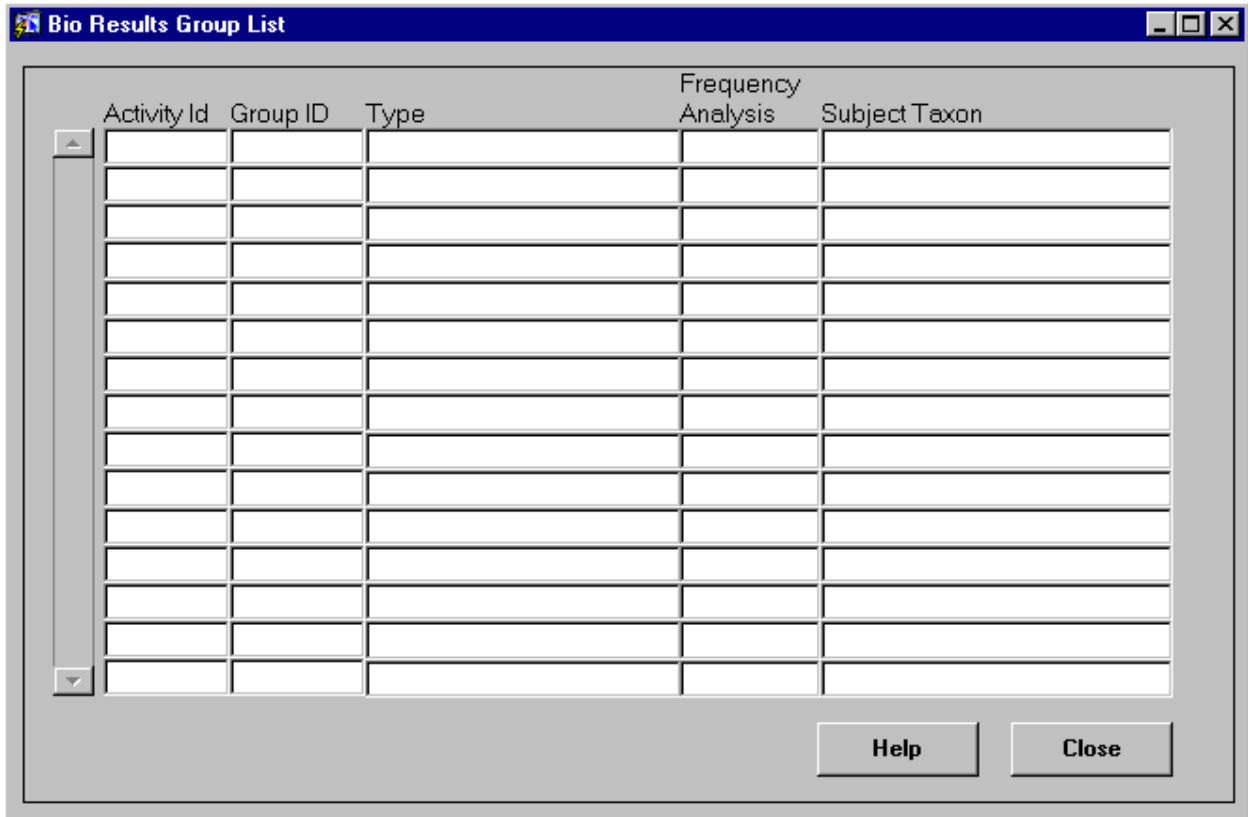 Bio Results Group List
Frequency
Activity Id Group ID Type Analysis Subject Taxon
Help Close